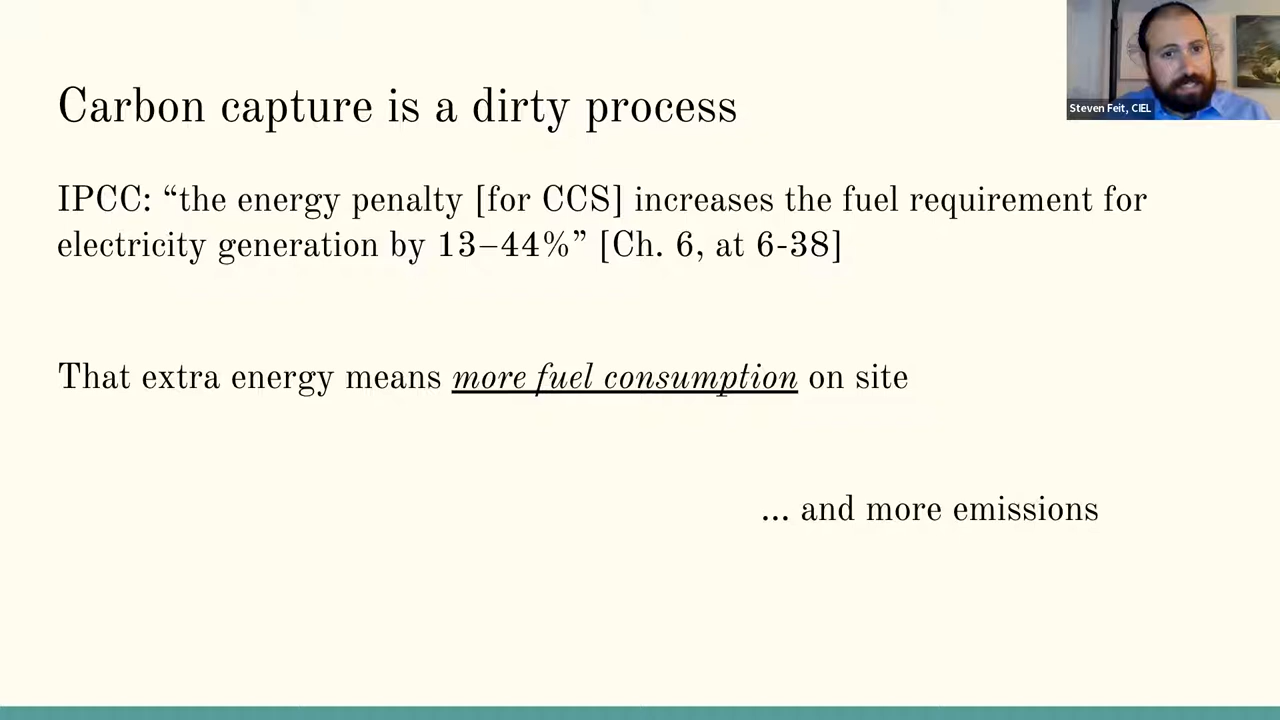 Carbon capture is a dirty process
Steven Feit, CIEL
IPCC: “the energy penalty [for CCS] increases the fuel requirement for
electricity generation by 13–44%” [Ch. 6, at 6-38]
That extra energy means more fuel consumption on site
... and more emissions